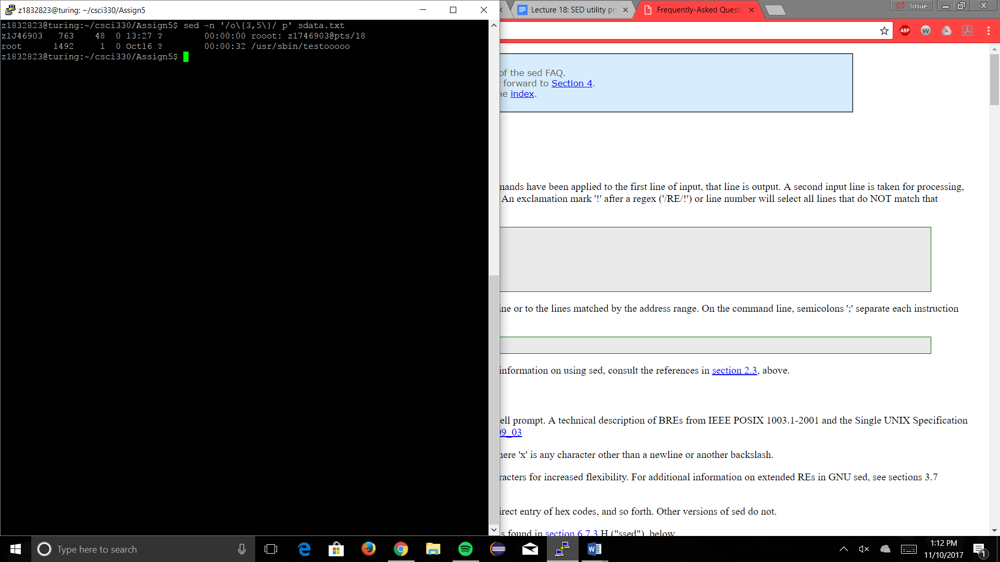 z1832823@turing: ~/csci330/Assign5
z1832823@turing:~/csci330/Assign5$ sed -n '/o\{3,5\}/ p' sdata.txt
z1J46903   763    48  0 13:27 ?        00:00:00 rooot: z1746903@pts/18
root      1492     1  0 Oct16 ?        00:00:32 /usr/sbin/testooooo
z1832823@turing:~/csci330/Assign5$
Lecture 18: SED utility pr
Frequently-Asked Questi
Josue
ABP
W
of the sed FAQ.
forward to Section 4.
he index.
mands have been applied to the first line of input, that line is output. A second input line is taken for processing,
An exclamation mark '!' after a regex ('/RE/!') or line number will select all lines that do NOT match that
ine or to the lines matched by the address range. On the command line, semicolons ';' separate each instruction
information on using sed, consult the references in section 2.3, above.
ell prompt. A technical description of BREs from IEEE POSIX 1003.1-2001 and the Single UNIX Specification
09_03
here 'x' is any character other than a newline or another backslash.
racters for increased flexibility. For additional information on extended REs in GNU sed, see sections 3.7
irect entry of hex codes, and so forth. Other versions of sed do not.
s found in section 6.7.3.H ("ssed"), below
Type here to search
1:12 PM
11/10/2017
1